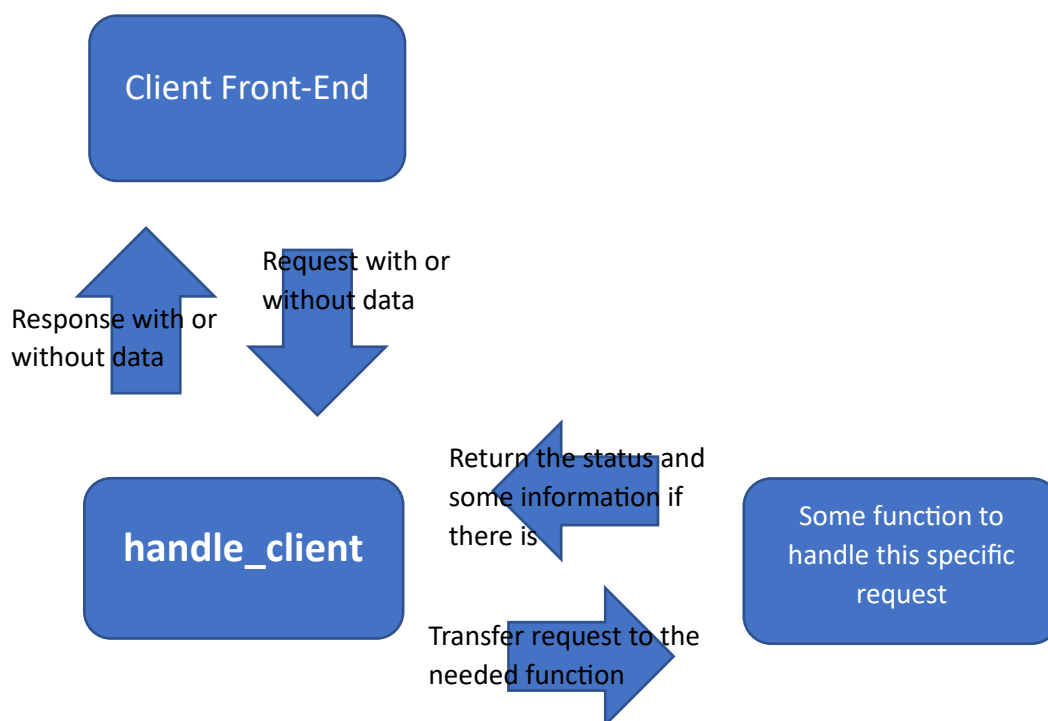 Client Front-End
Request with or
without data
Response with or
without data
Return the status and
some information if
there is
handle_client
Some function to
handle this specific
request
Transfer request to the
needed function